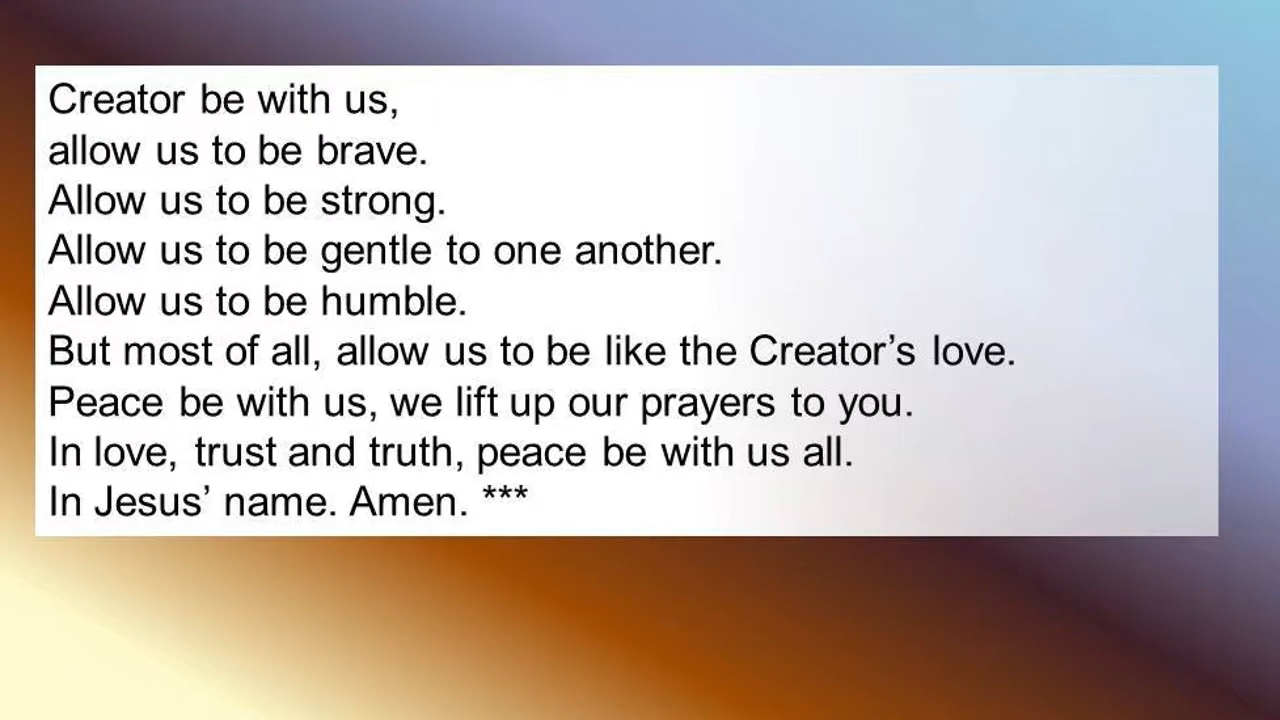 Creator be with us,
allow us to be brave.
Allow us to be strong.
Allow us to be gentle to one another.
Allow us to be humble.
But most of all, allow us to be like the Creator’s love.
Peace be with us, we lift up our prayers to you.
In love, trust and truth, peace be with us all.
In Jesus’ name. Amen. ***